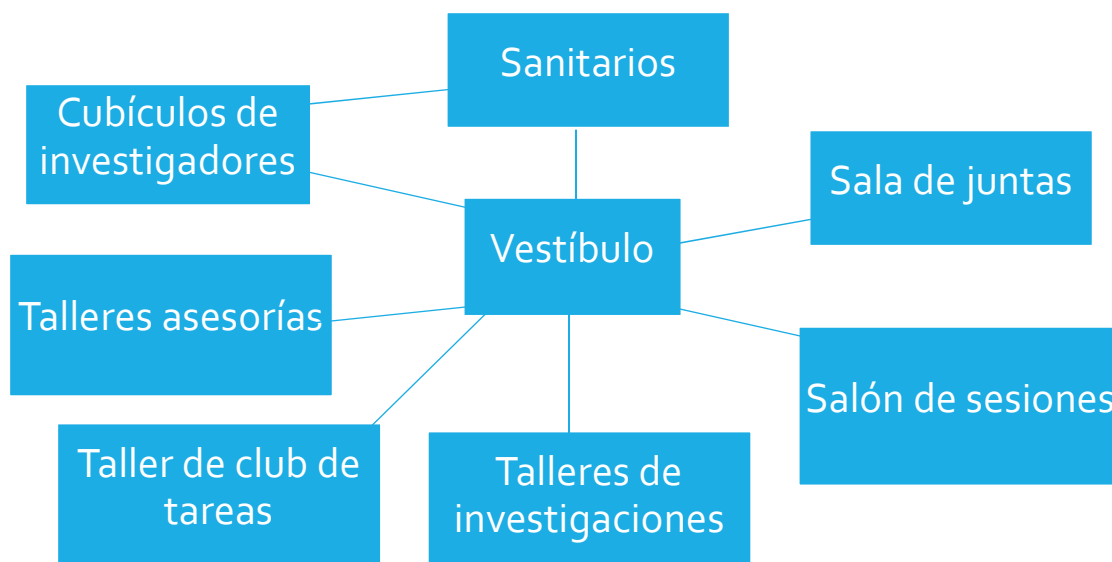 Sanitarios
Cubículos de
investigadores
Sala de juntas
Vestíbulo
Talleres asesorías
Salón de sesiones
Taller de club de
tareas
Talleres de
investigaciones